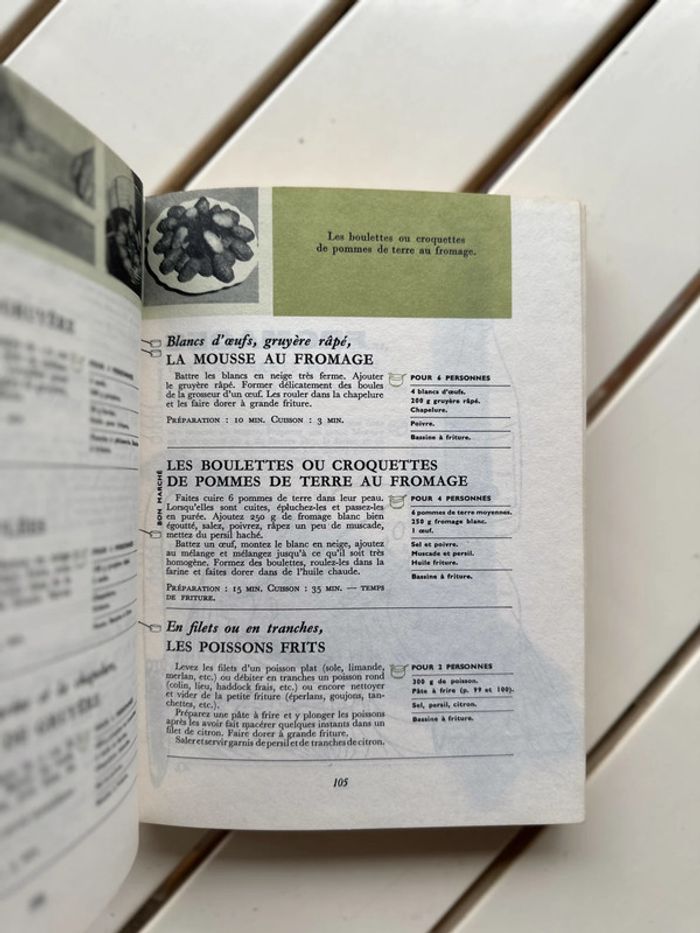 Les boulettes ou croquettes
de pommes de terre au fromage.
Blancs d'œufs, gruyère râpé,
LA MOUSSE AU FROMAGE
Battre les blancs en neige très ferme. Ajouter
le gruyère râpé. Former délicatement des boules
de la grosseur d'un œuf. Les rouler dans la chapelure
et les faire dorer à grande friture.
PRÉPARATION : 10 MIN. CUISSON : 3 MIN.
POUR 6 PERSONNES
4 blancs d'œufs.
200 g gruyère râpé.
Chapelure.
Poivre.
Bassine à friture.
BON MARCHÉ
LES BOULETTES OU CROQUETTES
DE POMMES DE TERRE AU FROMAGE
Faites cuire 6 pommes de terre dans leur peau.
Lorsqu'elles sont cuites, épluchez-les et passez-les
en purée. Ajoutez 250 g de fromage blanc bien
égoutté, salez, poivrez, râpez un peu de muscade,
mettez du persil haché.
Battez un œuf, montez le blanc en neige, ajoutez
au mélange et mélangez jusqu'à ce qu'il soit très
homogène. Formez des boulettes, roulez-les dans la
farine et faites dorer dans de l'huile chaude.
PRÉPARATION : 15 MIN. CUISSON : 35 MIN. — TEMPS
DE FRITURE.
POUR 4 PERSONNES
6 pommes de terre moyennes.
250 g fromage blanc.
1 œuf.
Sel et poivre.
Muscade et persil.
Huile friture.
Bassine à friture.
En filets ou en tranches,
LES POISSONS FRITS
Levez les filets d'un poisson plat (sole, limande,
merlan, etc.) ou débiter en tranches un poisson rond
(colin, lieu, haddock frais, etc.) ou encore nettoyer
et vider de la petite friture (éperlans, goujons, tan-
chettes, etc.).
Préparez une pâte à frire et y plonger les poissons
après les avoir fait macérer quelques instants dans un
filet de citron. Faire dorer à grande friture.
Saler et servir garnis de persil et de tranches de citron.
POUR 2 PERSONNES
300 g de poisson.
Pâte à frire (p. 99 et 100).
Sel, persil, citron.
Bassine à friture.
105